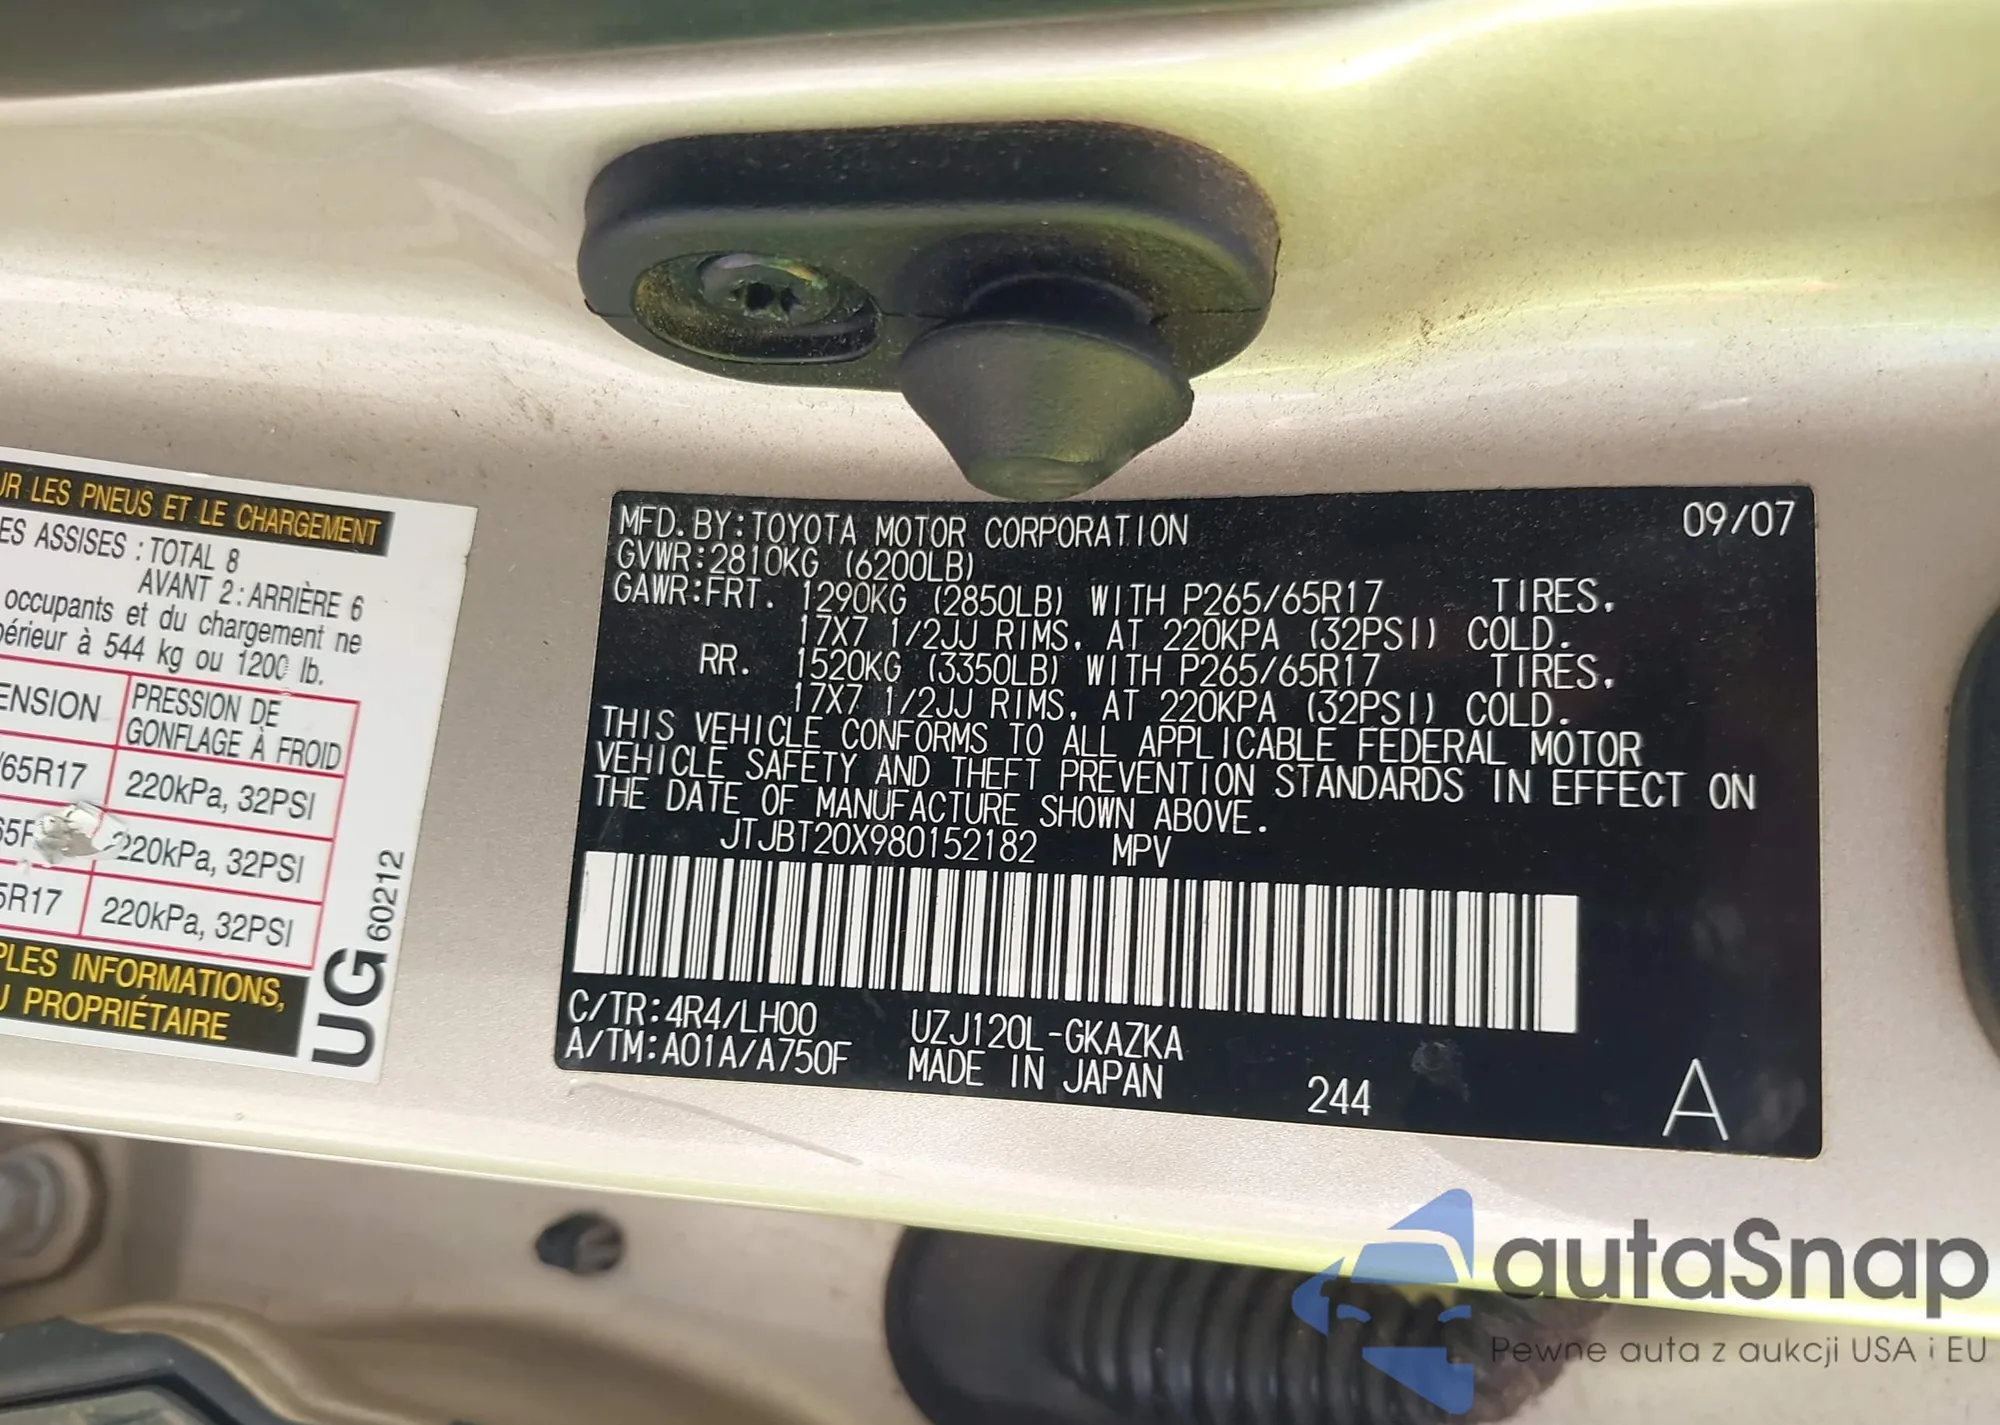 UR LES PNEUS ET LE CHARGEMENT
ES ASSISES : TOTAL 8
AVANT 2 : ARRIÈRE 6
occupants et du chargement ne
périeur à 544 kg ou 1200 lb.
ENSION
PRESSION DE
GONFLAGE À FROID
/65R17 220kPa, 32PSI
65R 220kPa, 32PSI
5R17 220kPa, 32PSI
PLES INFORMATIONS,
U PROPRIÉTAIRE
UG 60212
MFD. BY: TOYOTA MOTOR CORPORATION 09/07
GVWR: 2810KG (6200LB)
GAWR: FRT. 1290KG (2850LB) WITH P265/65R17 TIRES,
17X7 1/2JJ RIMS, AT 220KPA (32PSI) COLD.
RR. 1520KG (3350LB) WITH P265/65R17 TIRES,
17X7 1/2JJ RIMS, AT 220KPA (32PSI) COLD.
THIS VEHICLE CONFORMS TO ALL APPLICABLE FEDERAL MOTOR
VEHICLE SAFETY AND THEFT PREVENTION STANDARDS IN EFFECT ON
THE DATE OF MANUFACTURE SHOWN ABOVE.
JTJBT20X980152182 MPV
C/TR: 4R4/LH00 UZJ120L-GKAZKA
A/TM: A01A/A750F MADE IN JAPAN 244 A
autaSnap
Pewne auta z aukcji USA i EU